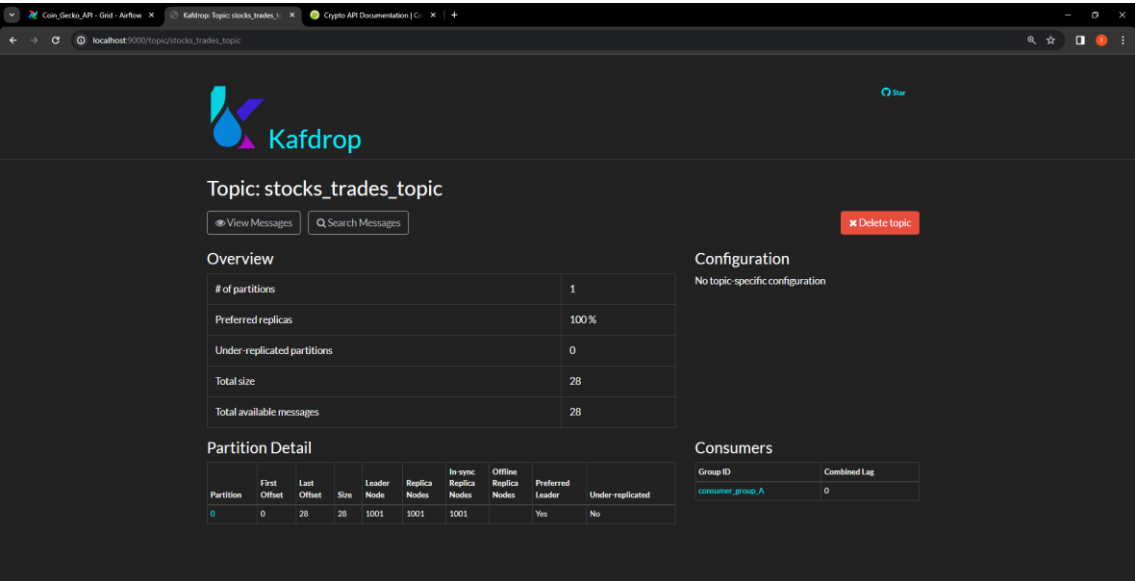 Coin_Gecko_API - Grid - Airflow
Kafdrop: Topic: stocks_trades_t
Crypto API Documentation | Co
localhost:9000/topic/stocks_trades_topic
Star
Kafdrop
Topic: stocks_trades_topic
View Messages
Search Messages
Delete topic
Overview
# of partitions 1
Preferred replicas 100 %
Under-replicated partitions 0
Total size 28
Total available messages 28
Configuration
No topic-specific configuration
Partition Detail
Partition First Offset Last Offset Size Leader Node Replica Nodes In-sync Replica Nodes Offline Replica Nodes Preferred Leader Under-replicated
0 0 28 28 1001 1001 1001 Yes No
Consumers
Group ID Combined Lag
consumer_group_A 0